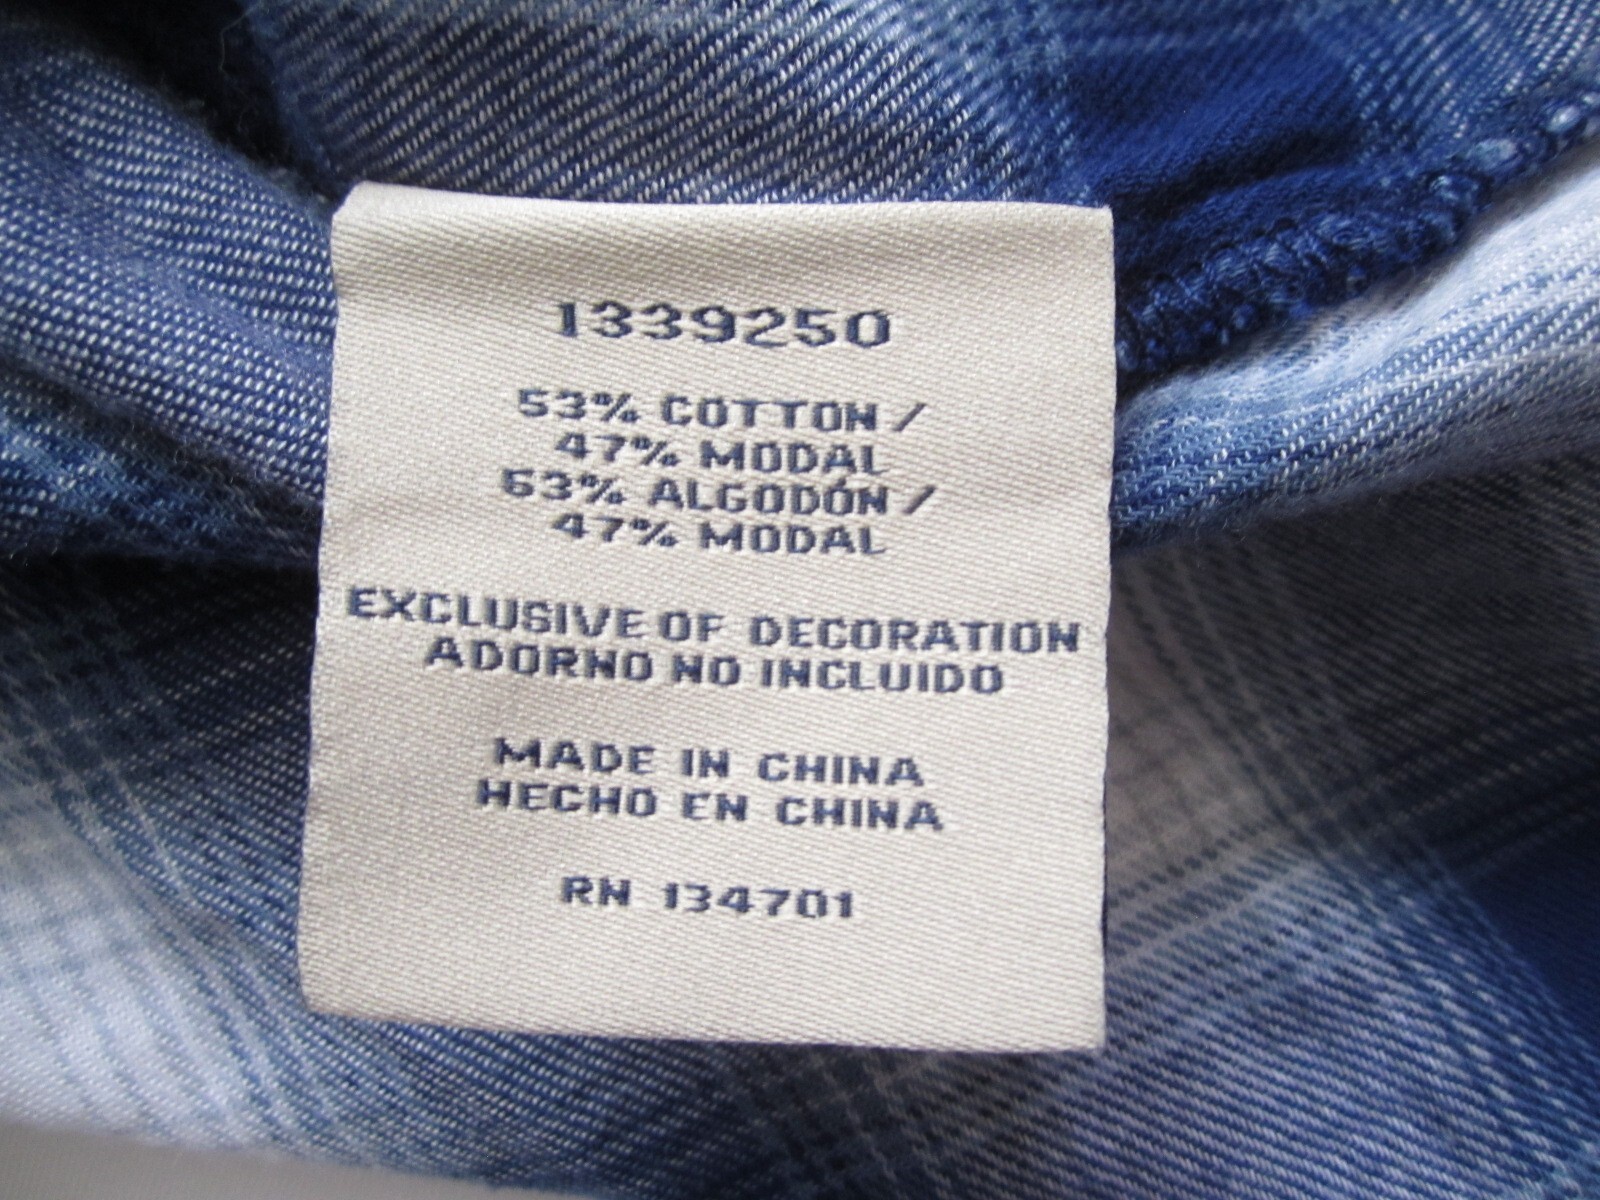 1339250
53% COTTON /
47% MODAL
53% ALGODÓN /
47% MODAL
EXCLUSIVE OF DECORATION
ADORNO NO INCLUIDO
MADE IN CHINA
HECHO EN CHINA
RN 134701